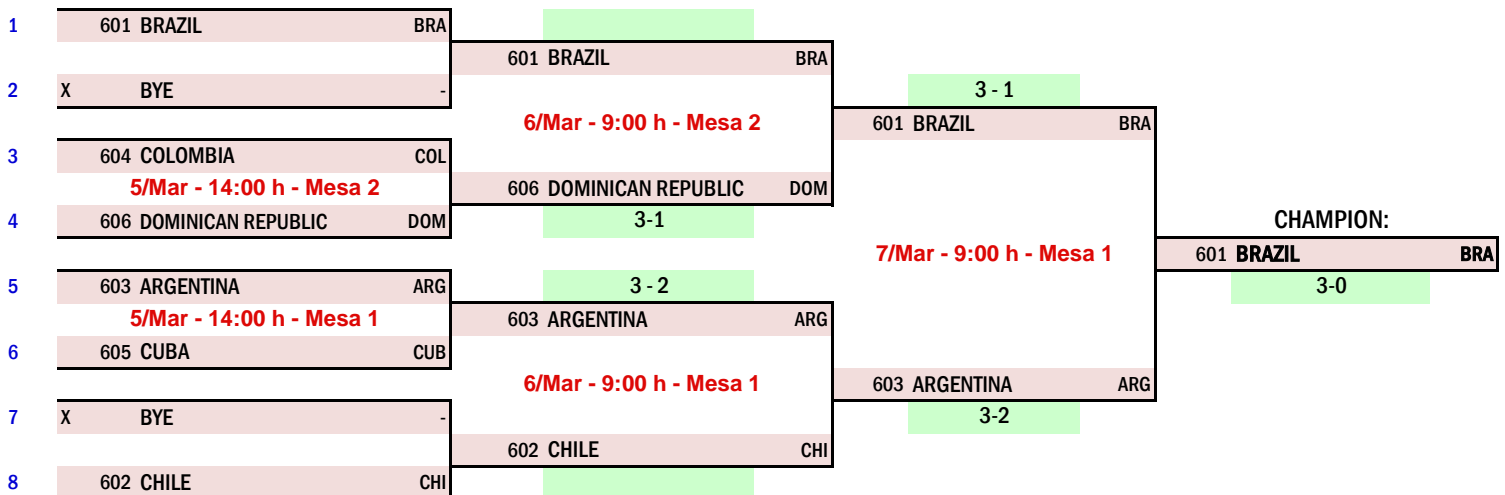 1 601 BRAZIL BRA
601 BRAZIL BRA
2 X BYE -
3 - 1
6/Mar - 9:00 h - Mesa 2
601 BRAZIL BRA
3 604 COLOMBIA COL
5/Mar - 14:00 h - Mesa 2
606 DOMINICAN REPUBLIC DOM
4 606 DOMINICAN REPUBLIC DOM
3-1
CHAMPION:
7/Mar - 9:00 h - Mesa 1
601 BRAZIL BRA
5 603 ARGENTINA ARG
3 - 2
3-0
5/Mar - 14:00 h - Mesa 1
603 ARGENTINA ARG
6 605 CUBA CUB
6/Mar - 9:00 h - Mesa 1
603 ARGENTINA ARG
7 X BYE -
3-2
602 CHILE CHI
8 602 CHILE CHI